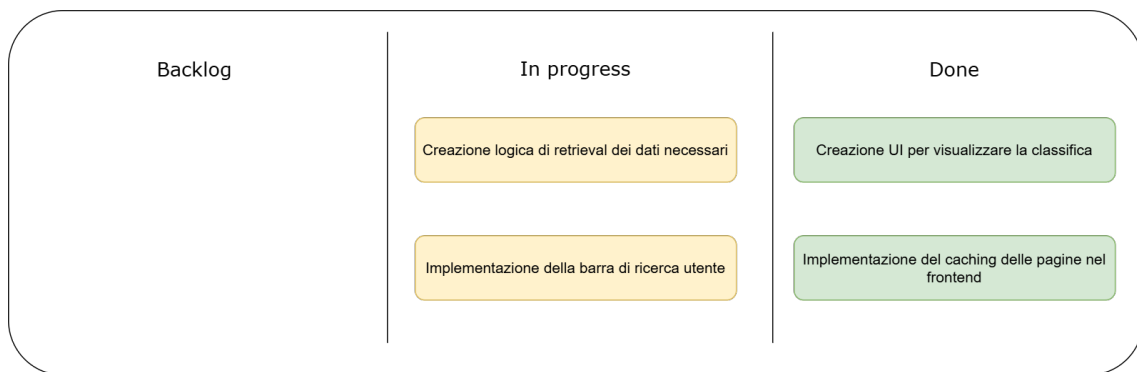 Backlog
In progress
Done
Creazione logica di retrieval dei dati necessari
Creazione UI per visualizzare la classifica
Implementazione della barra di ricerca utente
Implementazione del caching delle pagine nel
frontend